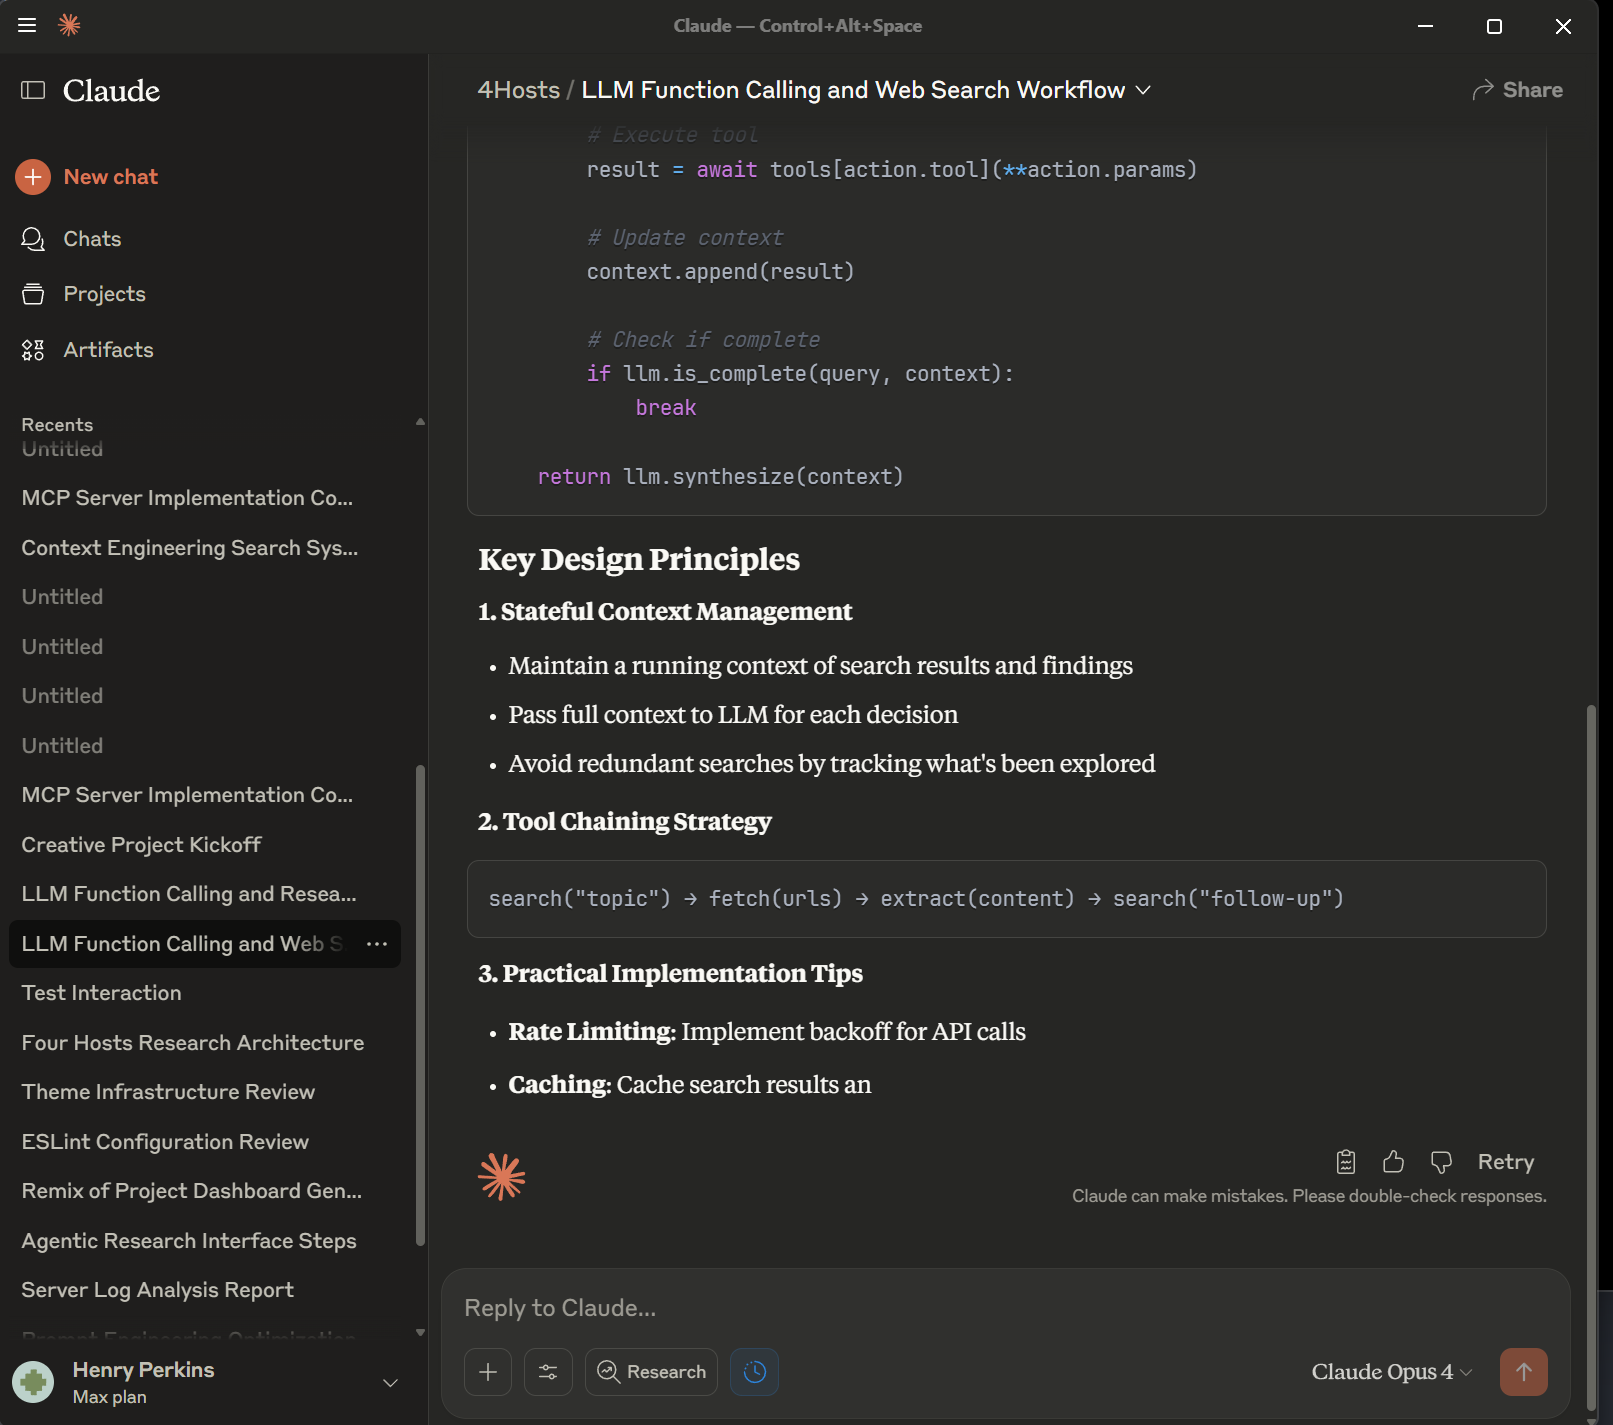 Claude — Control+Alt+Space
Claude
New chat
Chats
Projects
Artifacts
Recents
Untitled
MCP Server Implementation Co...
Context Engineering Search Sys...
Untitled
Untitled
Untitled
Untitled
MCP Server Implementation Co...
Creative Project Kickoff
LLM Function Calling and Resea...
LLM Function Calling and Web S
Test Interaction
Four Hosts Research Architecture
Theme Infrastructure Review
ESLint Configuration Review
Remix of Project Dashboard Gen...
Agentic Research Interface Steps
Server Log Analysis Report
Prompt Engineering Optimization
Henry Perkins
Max plan
4Hosts / LLM Function Calling and Web Search Workflow
Share
# Execute tool
result = await tools[action.tool](**action.params)
# Update context
context.append(result)
# Check if complete
if llm.is_complete(query, context):
break
return llm.synthesize(context)
Key Design Principles
1. Stateful Context Management
• Maintain a running context of search results and findings
• Pass full context to LLM for each decision
• Avoid redundant searches by tracking what's been explored
2. Tool Chaining Strategy
search("topic") → fetch(urls) → extract(content) → search("follow-up")
3. Practical Implementation Tips
• Rate Limiting: Implement backoff for API calls
• Caching: Cache search results an
Retry
Claude can make mistakes. Please double-check responses.
Reply to Claude...
Research
Claude Opus 4